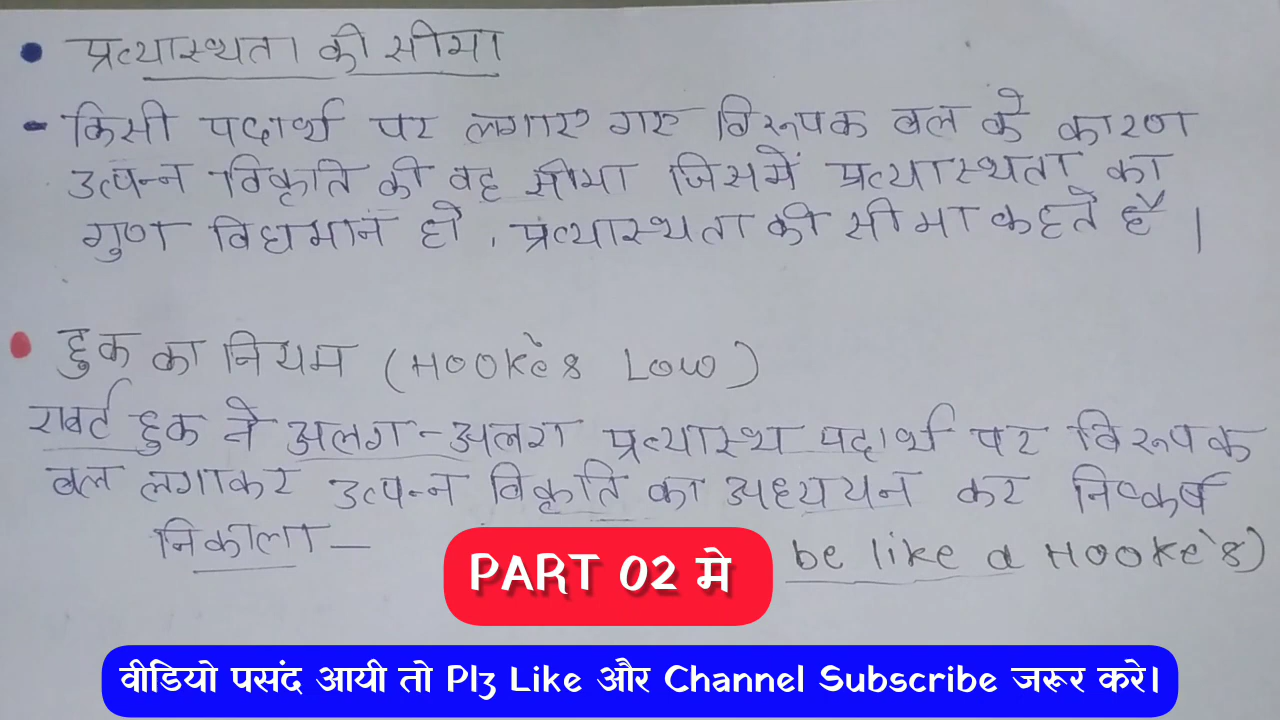 प्रत्यास्थता की सीमा
- किसी पदार्थ पर लगाए गए विरूपक बल के कारण
उत्पन्न विकृति की वह सीमा जिसमें प्रत्यास्थता का
गुण विद्यमान हो, प्रत्यास्थता की सीमा कहते है।
हुक का नियम (HOOKe's Low)
राबर्ट हुक ने अलग-अलग प्रत्यास्थ पदार्थ पर विरूपक
बल लगाकर उत्पन्न विकृति का अध्ययन कर निष्कर्ष
निकाला— be like a HOOKe's)
PART 02 मे
वीडियो पसंद आयी तो Plz Like और Channel Subscribe जरूर करे।